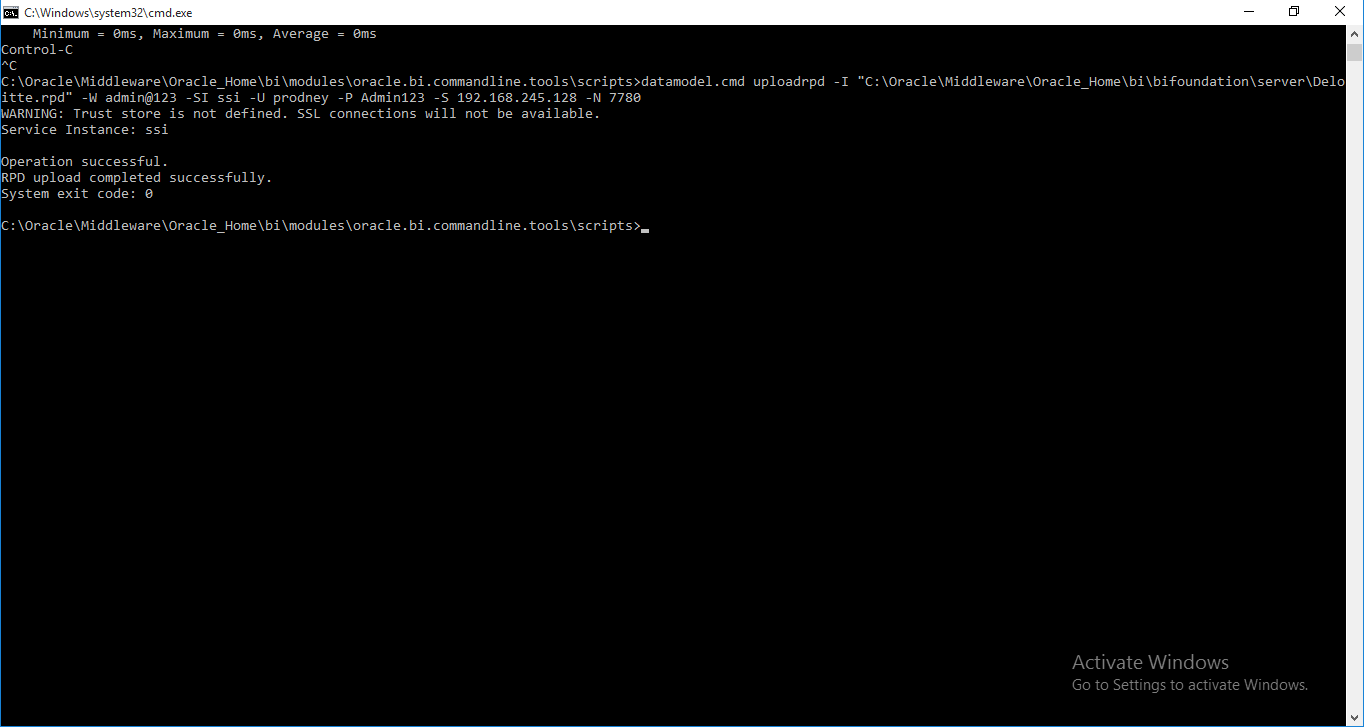 C:\Windows\system32\cmd.exe
Minimum = 0ms, Maximum = 0ms, Average = 0ms
Control-C
^C
C:\Oracle\Middleware\Oracle_Home\bi\modules\oracle.bi.commandline.tools\scripts>datamodel.cmd uploadrpd -I "C:\Oracle\Middleware\Oracle_Home\bi\bifoundation\server\Delo
itte.rpd" -W admin@123 -SI ssi -U prodney -P Admin123 -S 192.168.245.128 -N 7780
WARNING: Trust store is not defined. SSL connections will not be available.
Service Instance: ssi
Operation successful.
RPD upload completed successfully.
System exit code: 0
C:\Oracle\Middleware\Oracle_Home\bi\modules\oracle.bi.commandline.tools\scripts>
Activate Windows
Go to Settings to activate Windows.